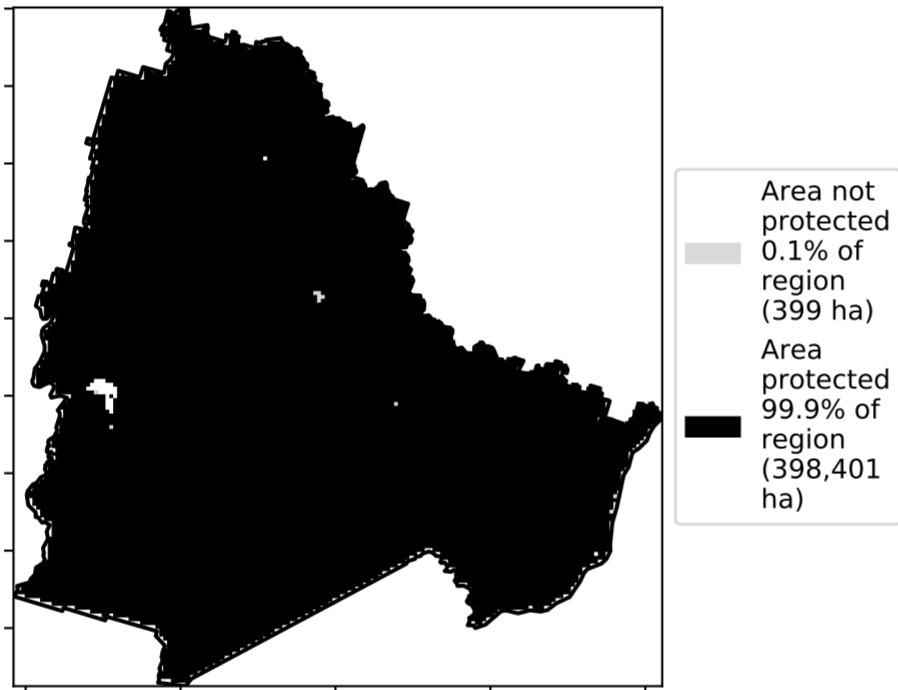 Area not
protected
0.1% of
region
(399 ha)
Area
protected
99.9% of
region
(398,401
ha)